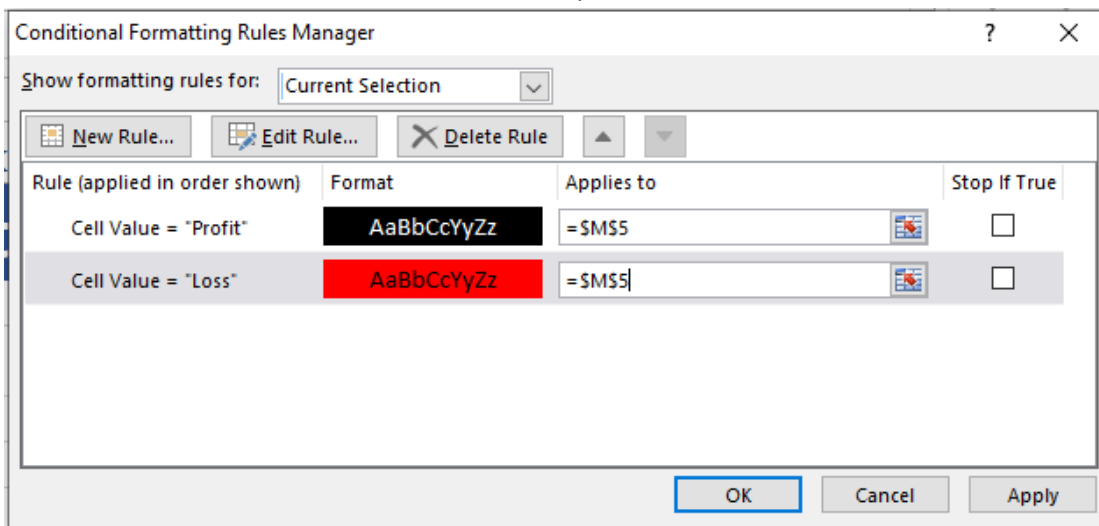 Conditional Formatting Rules Manager ?
Show formatting rules for: Current Selection
New Rule... Edit Rule... Delete Rule
Rule (applied in order shown) Format Applies to Stop If True
Cell Value = "Profit" AaBbCcYyZz =$M$5
Cell Value = "Loss" AaBbCcYyZz =$M$5
OK Cancel Apply